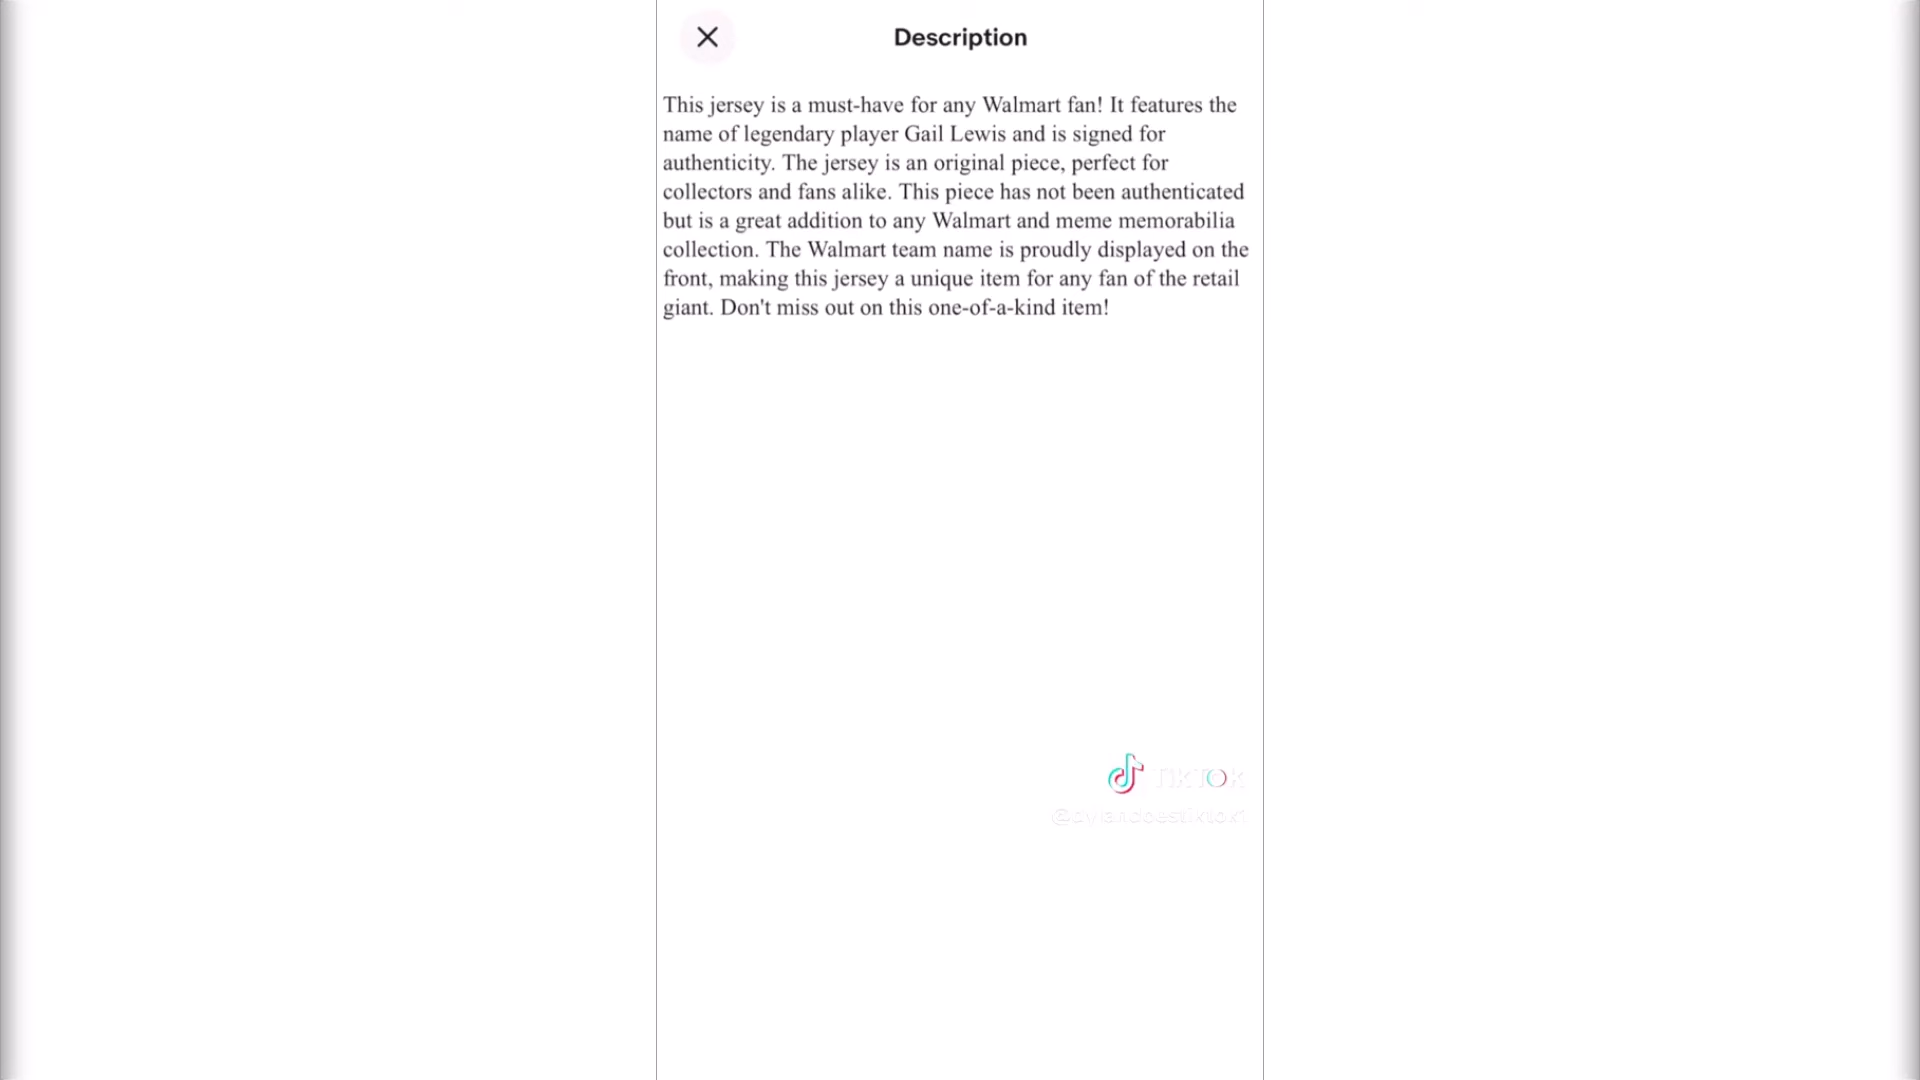 Description
This jersey is a must-have for any Walmart fan! It features the
name of legendary player Gail Lewis and is signed for
authenticity. The jersey is an original piece, perfect for
collectors and fans alike. This piece has not been authenticated
but is a great addition to any Walmart and meme memorabilia
collection. The Walmart team name is proudly displayed on the
front, making this jersey a unique item for any fan of the retail
giant. Don't miss out on this one-of-a-kind item!
TikTok